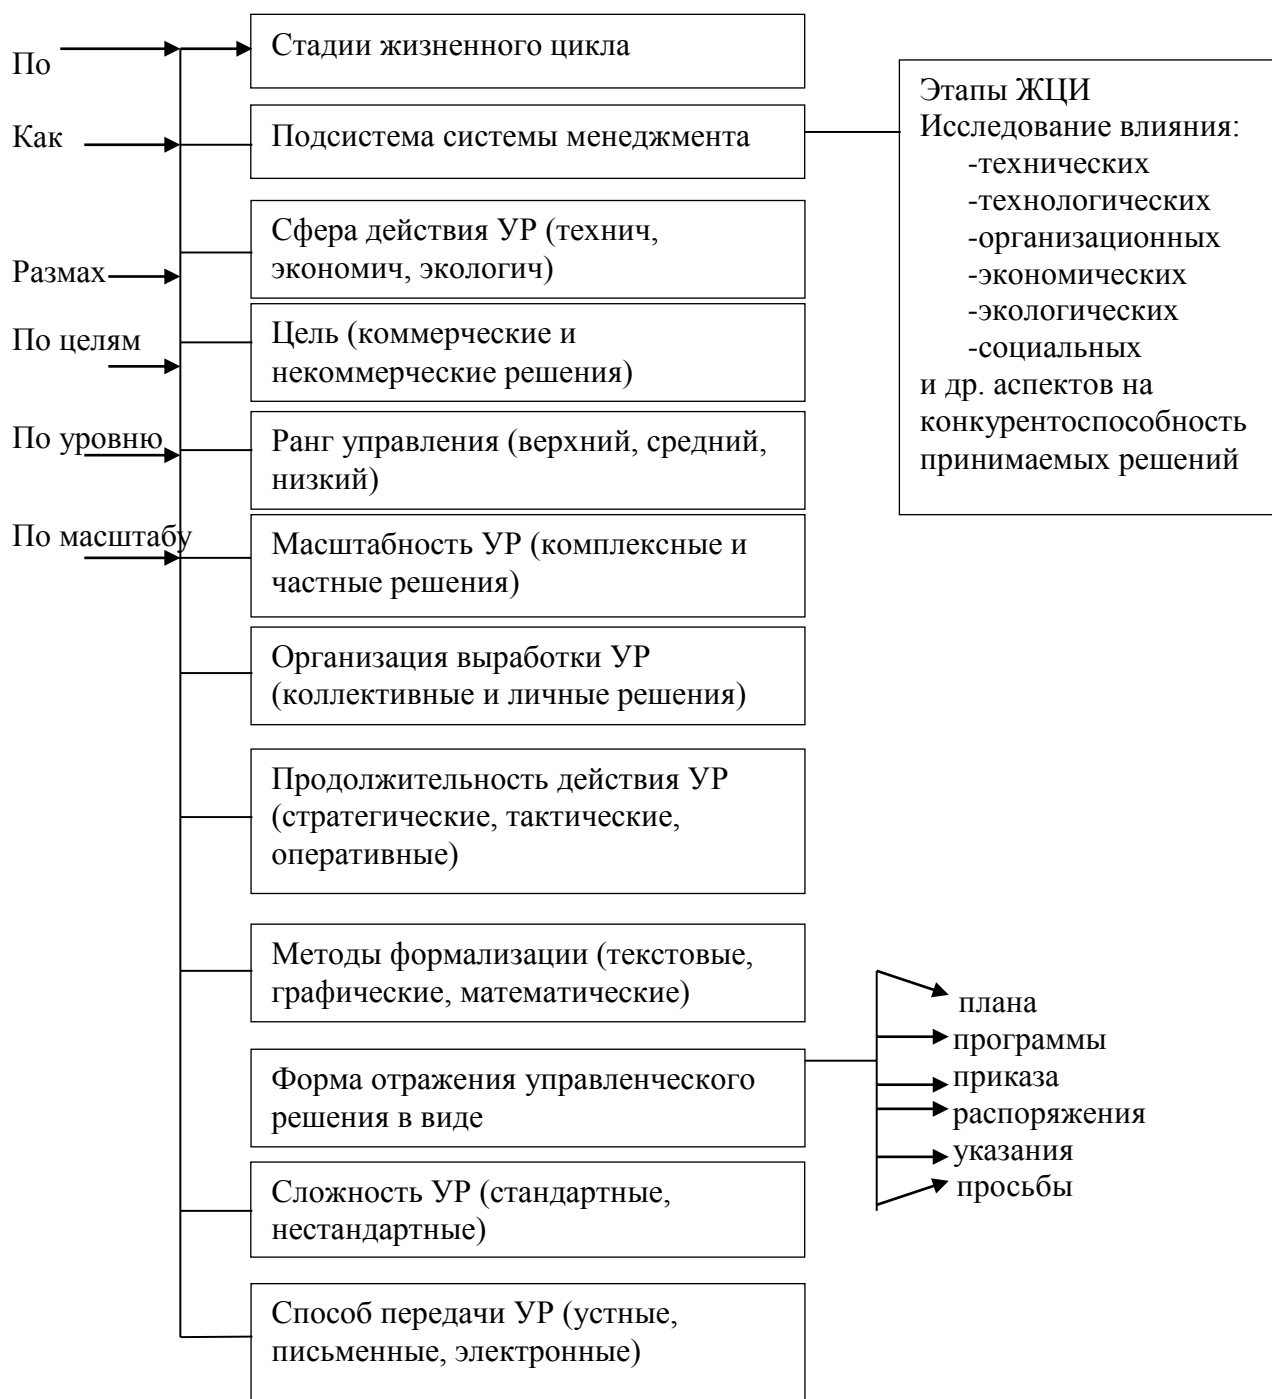 По
Как
Размах
По целям
По уровню
По масштабу
Стадии жизненного цикла
Подсистема системы менеджмента
Сфера действия УР (технич,
экономич, экологич)
Цель (коммерческие и
некоммерческие решения)
Ранг управления (верхний, средний,
низкий)
Масштабность УР (комплексные и
частные решения)
Организация выработки УР
(коллективные и личные решения)
Продолжительность действия УР
(стратегические, тактические,
оперативные)
Методы формализации (текстовые,
графические, математические)
Форма отражения управленческого
решения в виде
Сложность УР (стандартные,
нестандартные)
Способ передачи УР (устные,
письменные, электронные)
Этапы ЖЦИ
Исследование влияния:
-технических
-технологических
-организационных
-экономических
-экологических
-социальных
и др. аспектов на
конкурентоспособность
принимаемых решений
плана
программы
приказа
распоряжения
указания
просьбы